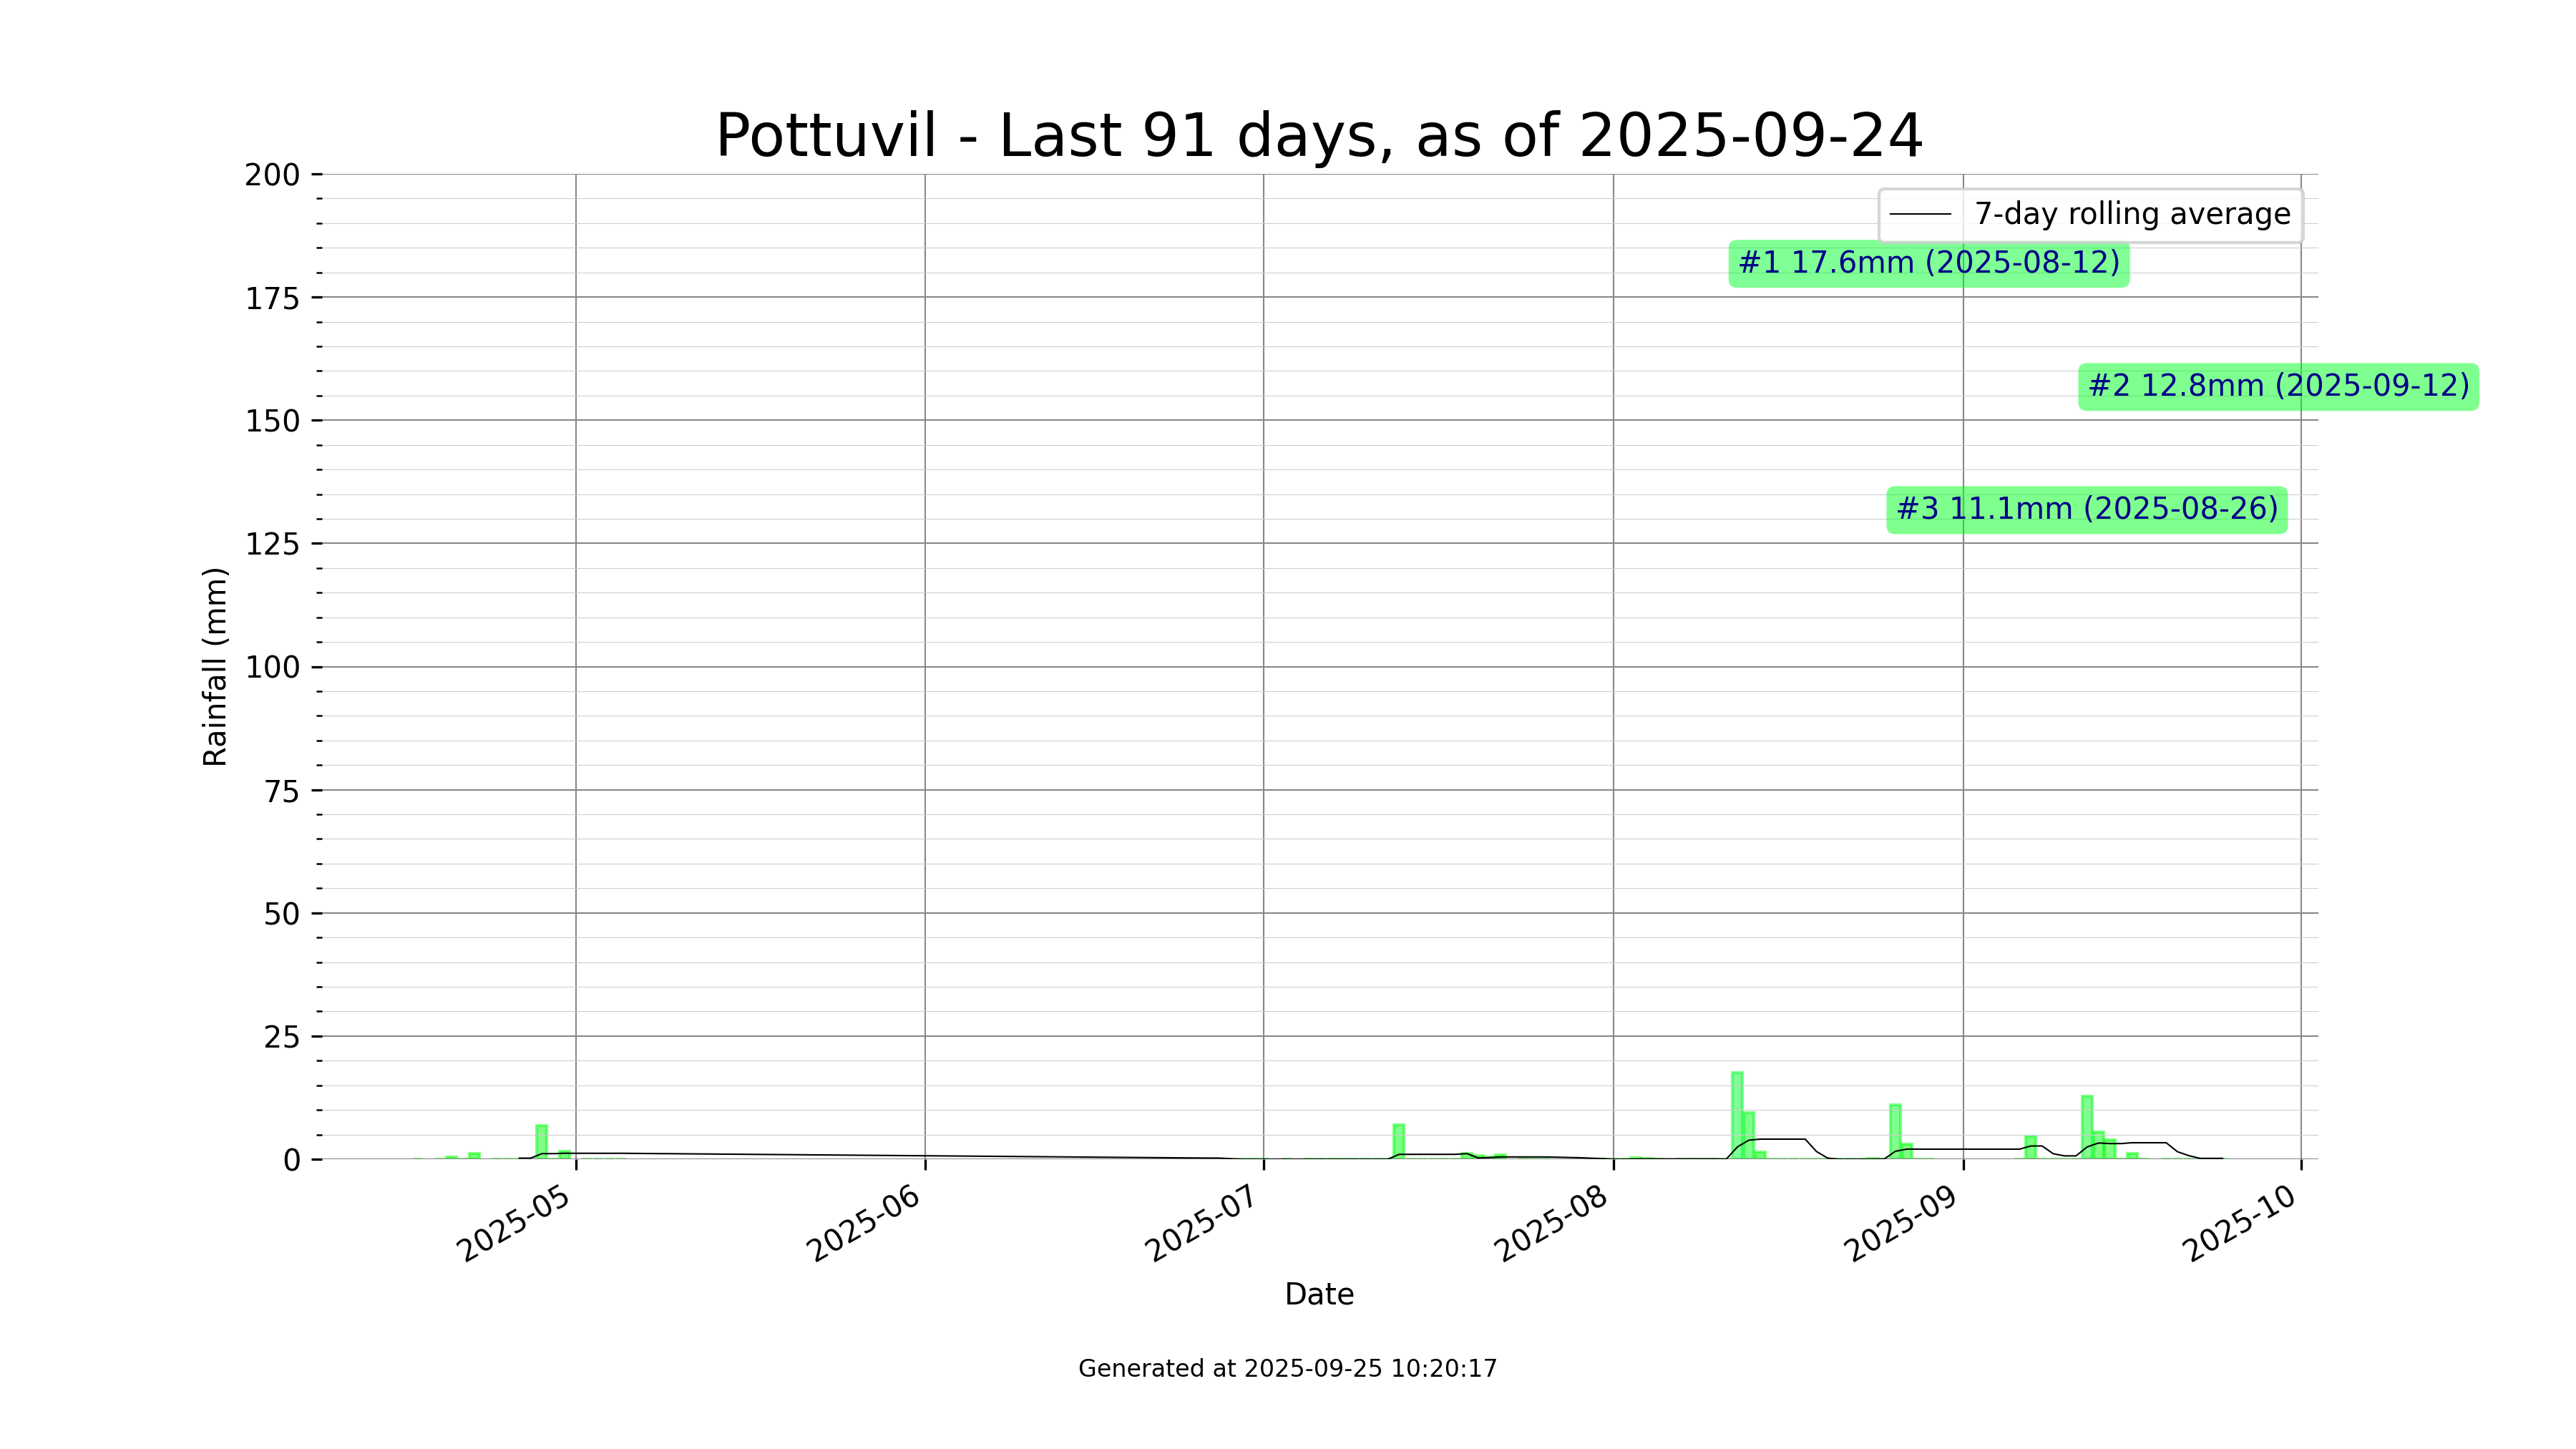 Pottuvil - Last 91 days, as of 2025-09-24
200
175
150
125
100
75
50
25
0
Rainfall (mm)
7-day rolling average
#1 17.6mm (2025-08-12)
#2 12.8mm (2025-09-12)
#3 11.1mm (2025-08-26)
2025-05
2025-06
2025-07
2025-08
2025-09
2025-10
Date
Generated at 2025-09-25 10:20:17